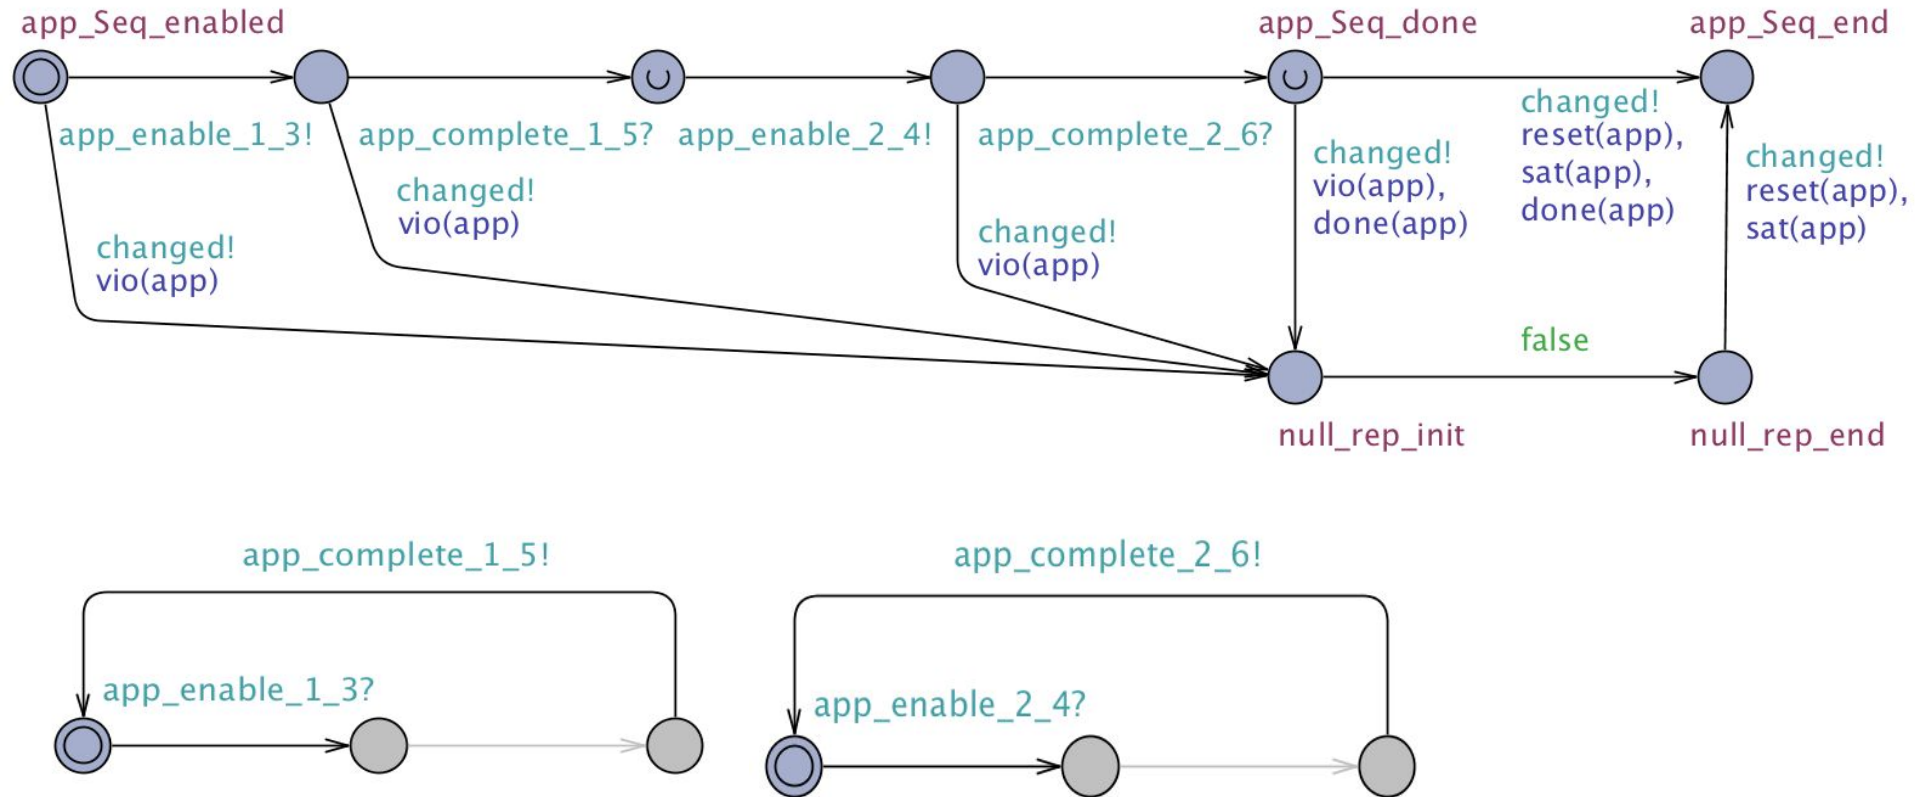 app_Seq_enabled
app_Seq_done
app_Seq_end
app_enable_1_3!
app_complete_1_5?
app_enable_2_4!
app_complete_2_6?
changed!
vio(app)
changed!
vio(app)
changed!
vio(app)
changed!
vio(app),
done(app)
changed!
reset(app),
sat(app),
done(app)
changed!
reset(app),
sat(app)
false
null_rep_init
null_rep_end
app_complete_1_5!
app_enable_1_3?
app_complete_2_6!
app_enable_2_4?